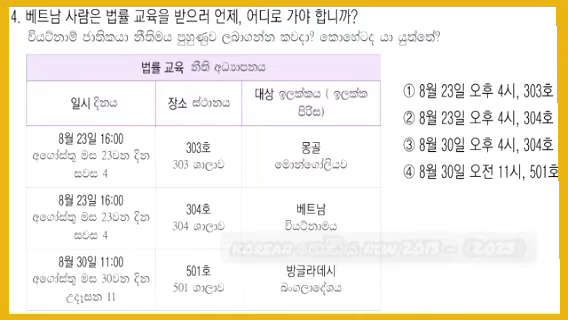 4. 베트남 사람은 법률 교육을 받으러 언제, 어디로 가야 합니까?
වියට්නාම් ජාතිකයා නීතිමය පුහුණුව ලබාගන්න කවදා? කොහේටද යා යුත්තේ?
법률 교육 නීති අධ්‍යාපනය
일시 දිනය
장소 ස්ථානය
대상 ඉලක්කය ( ඉලක්ක පිරිස)
8월 23일 16:00
අගෝස්තු මස 23වන දින
සවස 4
303호
303 ශාලාව
몽골
මොන්ගෝලියව
8월 23일 16:00
අගෝස්තු මස 23වන දින
සවස 4
304호
304 ශාලාව
베트남
වියට්නාමය
8월 30일 11:00
අගෝස්තු මස 30වන දින
උදෑසන 11
501호
501 ශාලාව
방글라데시
බංගලාදේශය
① 8월 23일 오후 4시, 303호
② 8월 23일 오후 4시, 304호
③ 8월 30일 오후 4시, 304호
④ 8월 30일 오전 11시, 501호